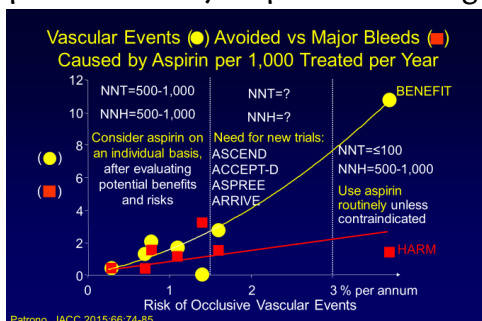 Vascular Events (●) Avoided vs Major Bleeds (■)
Caused by Aspirin per 1,000 Treated per Year
12
10
8
6
4
2
0
(●)
(■)
NNT=500-1,000
NNH=500-1,000
Consider aspirin on
an individual basis,
after evaluating
potential benefits
and risks
NNT=?
NNH=?
Need for new trials:
ASCEND
ACCEPT-D
ASPREE
ARRIVE
BENEFIT
NNT=≤100
NNH=500-1,000
Use aspirin
routinely unless
contraindicated
HARM
0
1
2
3 % per annum
Risk of Occlusive Vascular Events
Patrono, JACC 2015;66:74-85